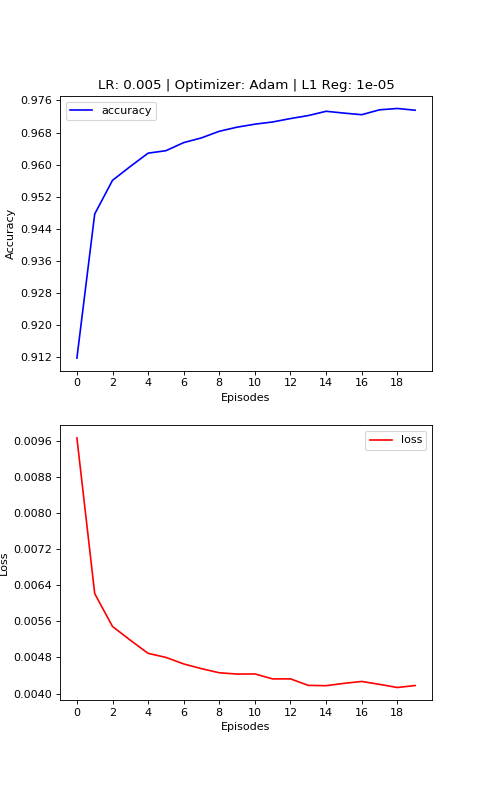 LR: 0.005 | Optimizer: Adam | L1 Reg: 1e-05
accuracy
0.976
0.968
0.960
0.952
0.944
0.936
0.928
0.920
0.912
Accuracy
0 2 4 6 8 10 12 14 16 18
Episodes
loss
0.0096
0.0088
0.0080
0.0072
0.0064
0.0056
0.0048
0.0040
Loss
0 2 4 6 8 10 12 14 16 18
Episodes